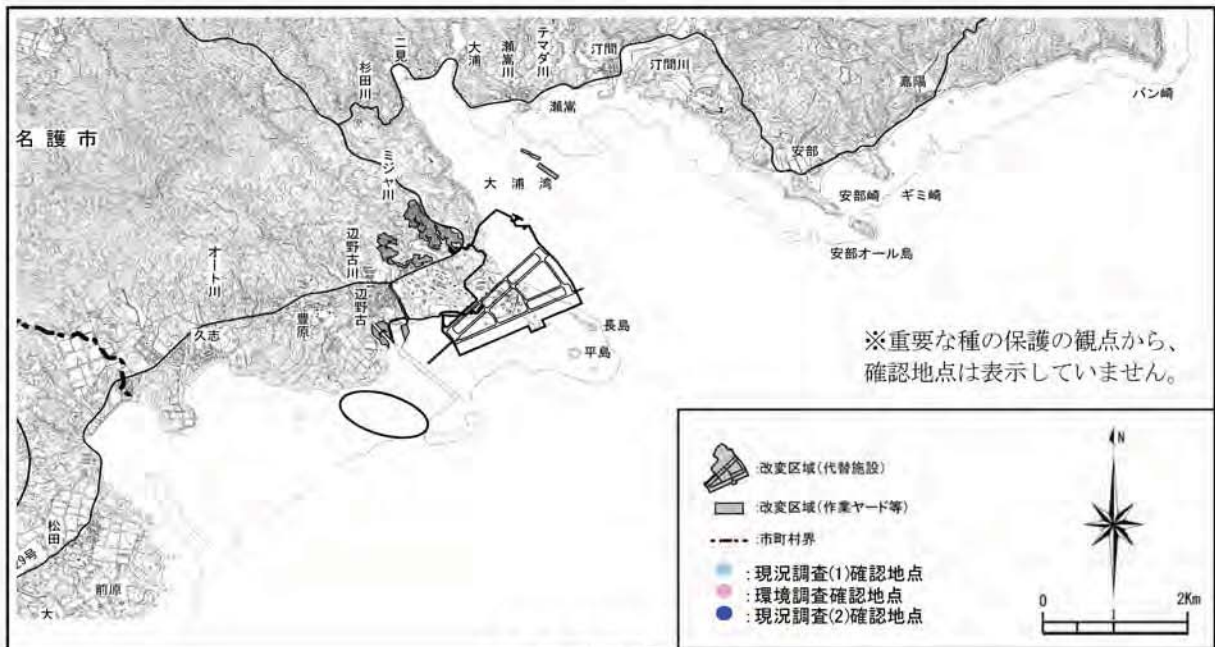 名護市
杉田川
二見
大浦
瀬嵩川
テマダ川
汀間
汀間川
瀬嵩
嘉陽
バン崎
安部
安部崎
ギミ崎
安部オール島
大浦湾
ミジャ川
辺野古川
辺野古
オート川
豊原
久志
長島
平島
松田
29号
前原
大
※重要な種の保護の観点から、
確認地点は表示していません。
:改変区域(代替施設)
:改変区域(作業ヤード等)
:市町村界
:現況調査(1)確認地点
:環境調査確認地点
:現況調査(2)確認地点
N
0 2Km